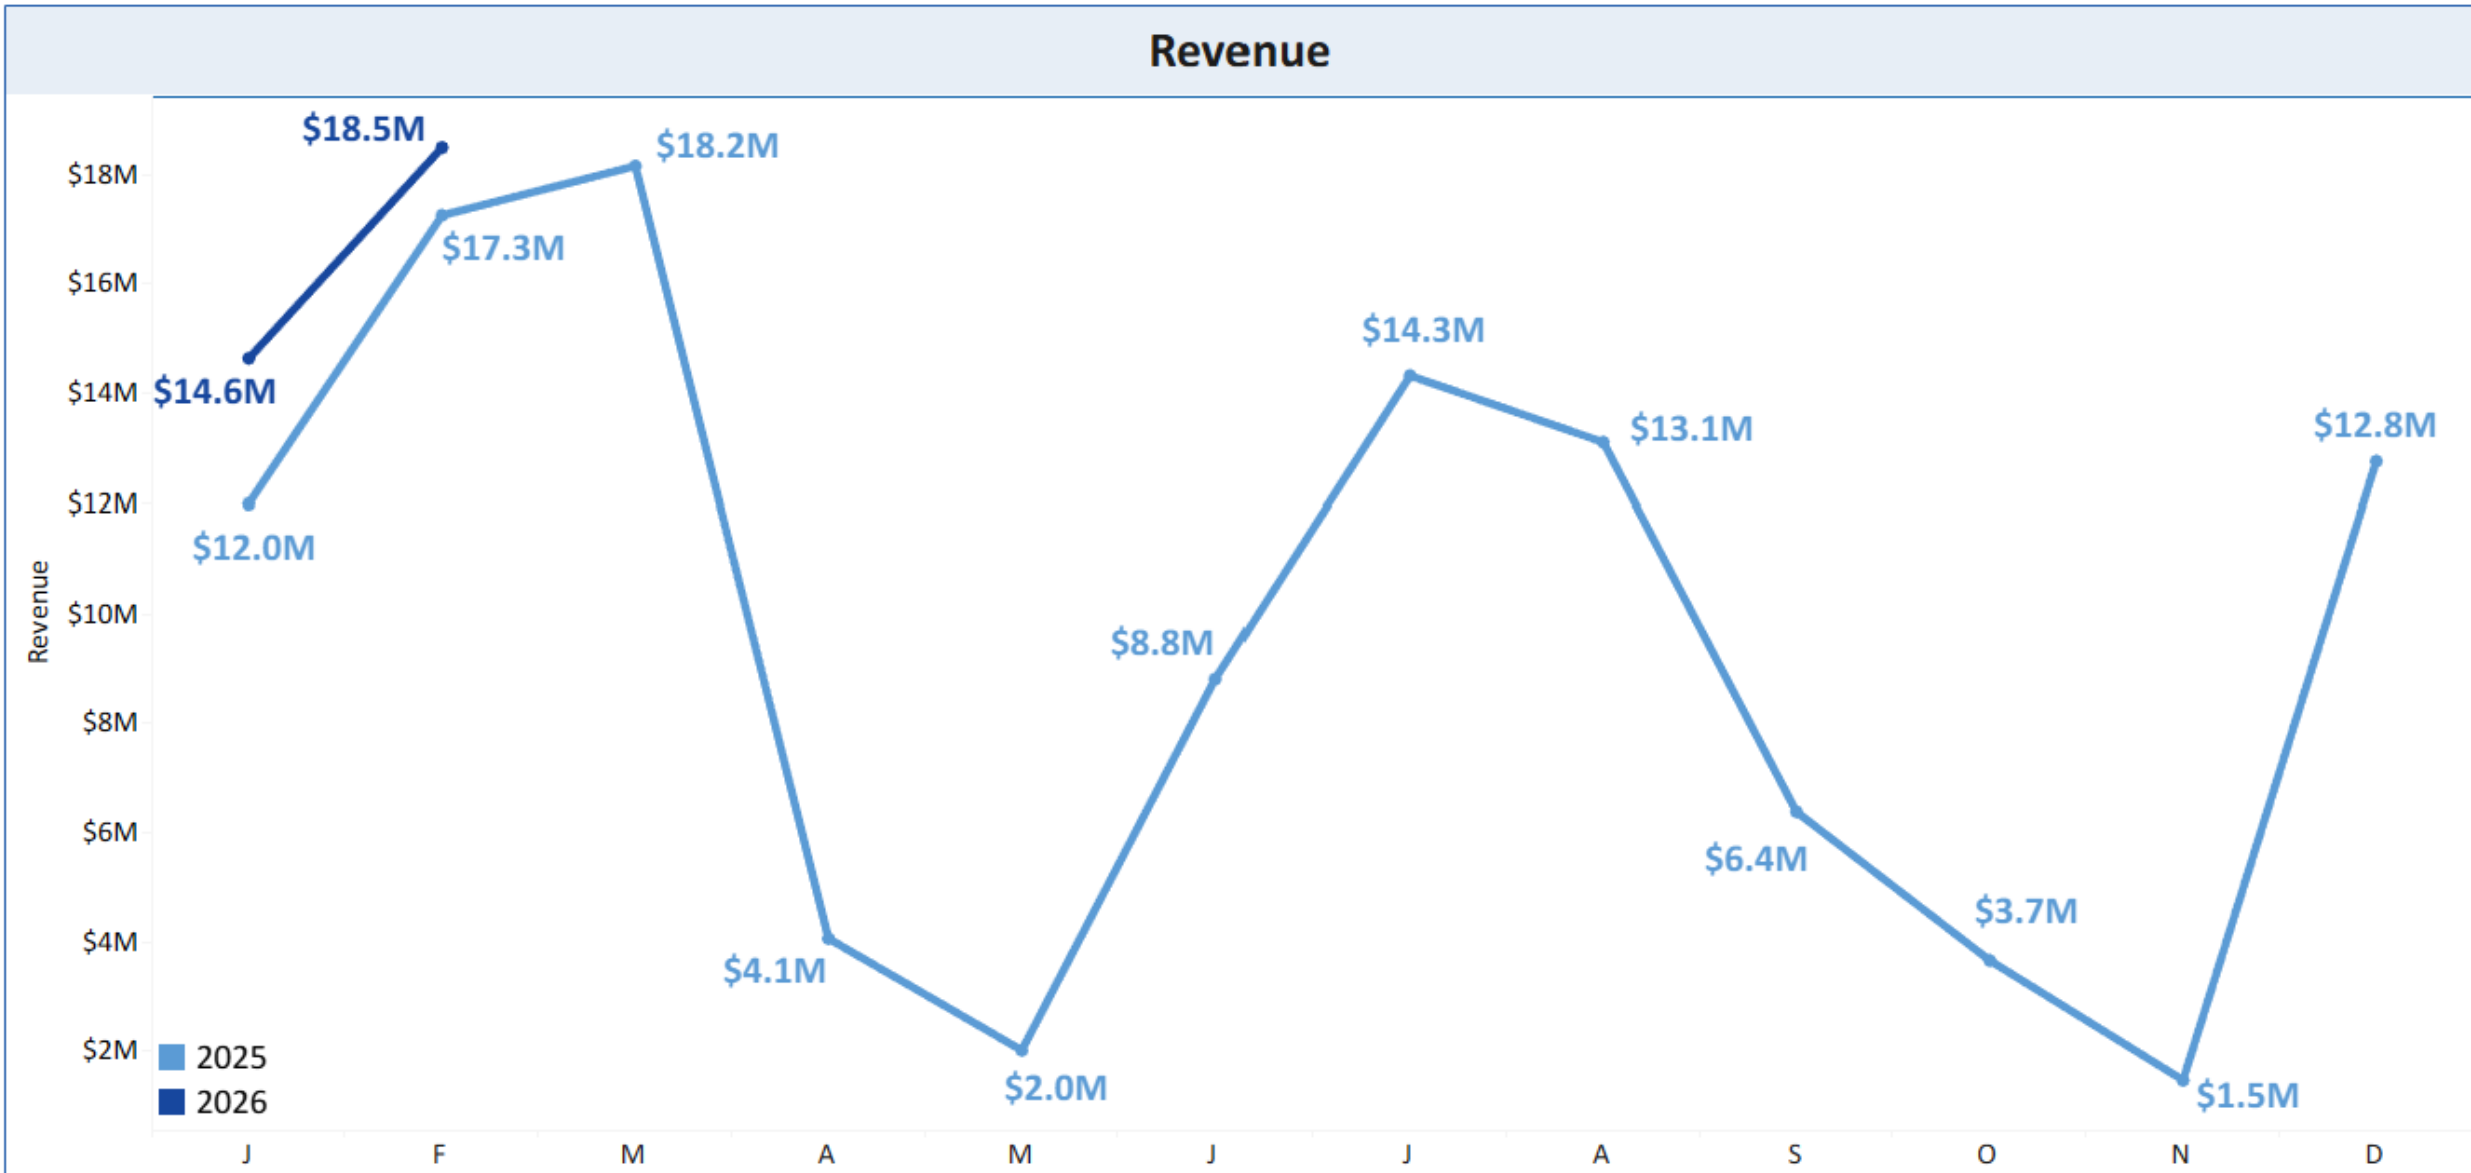 Revenue
$18.5M
$18.2M
$18M
$17.3M
$16M
$14.3M
$14.6M
$14M
$13.1M
$12.8M
$12M
$12.0M
Revenue
$10M
$8.8M
$8M
$6M
$6.4M
$4M
$3.7M
$4.1M
$2M
$2.0M
$1.5M
2025
2026
J F M A M J J A S O N D